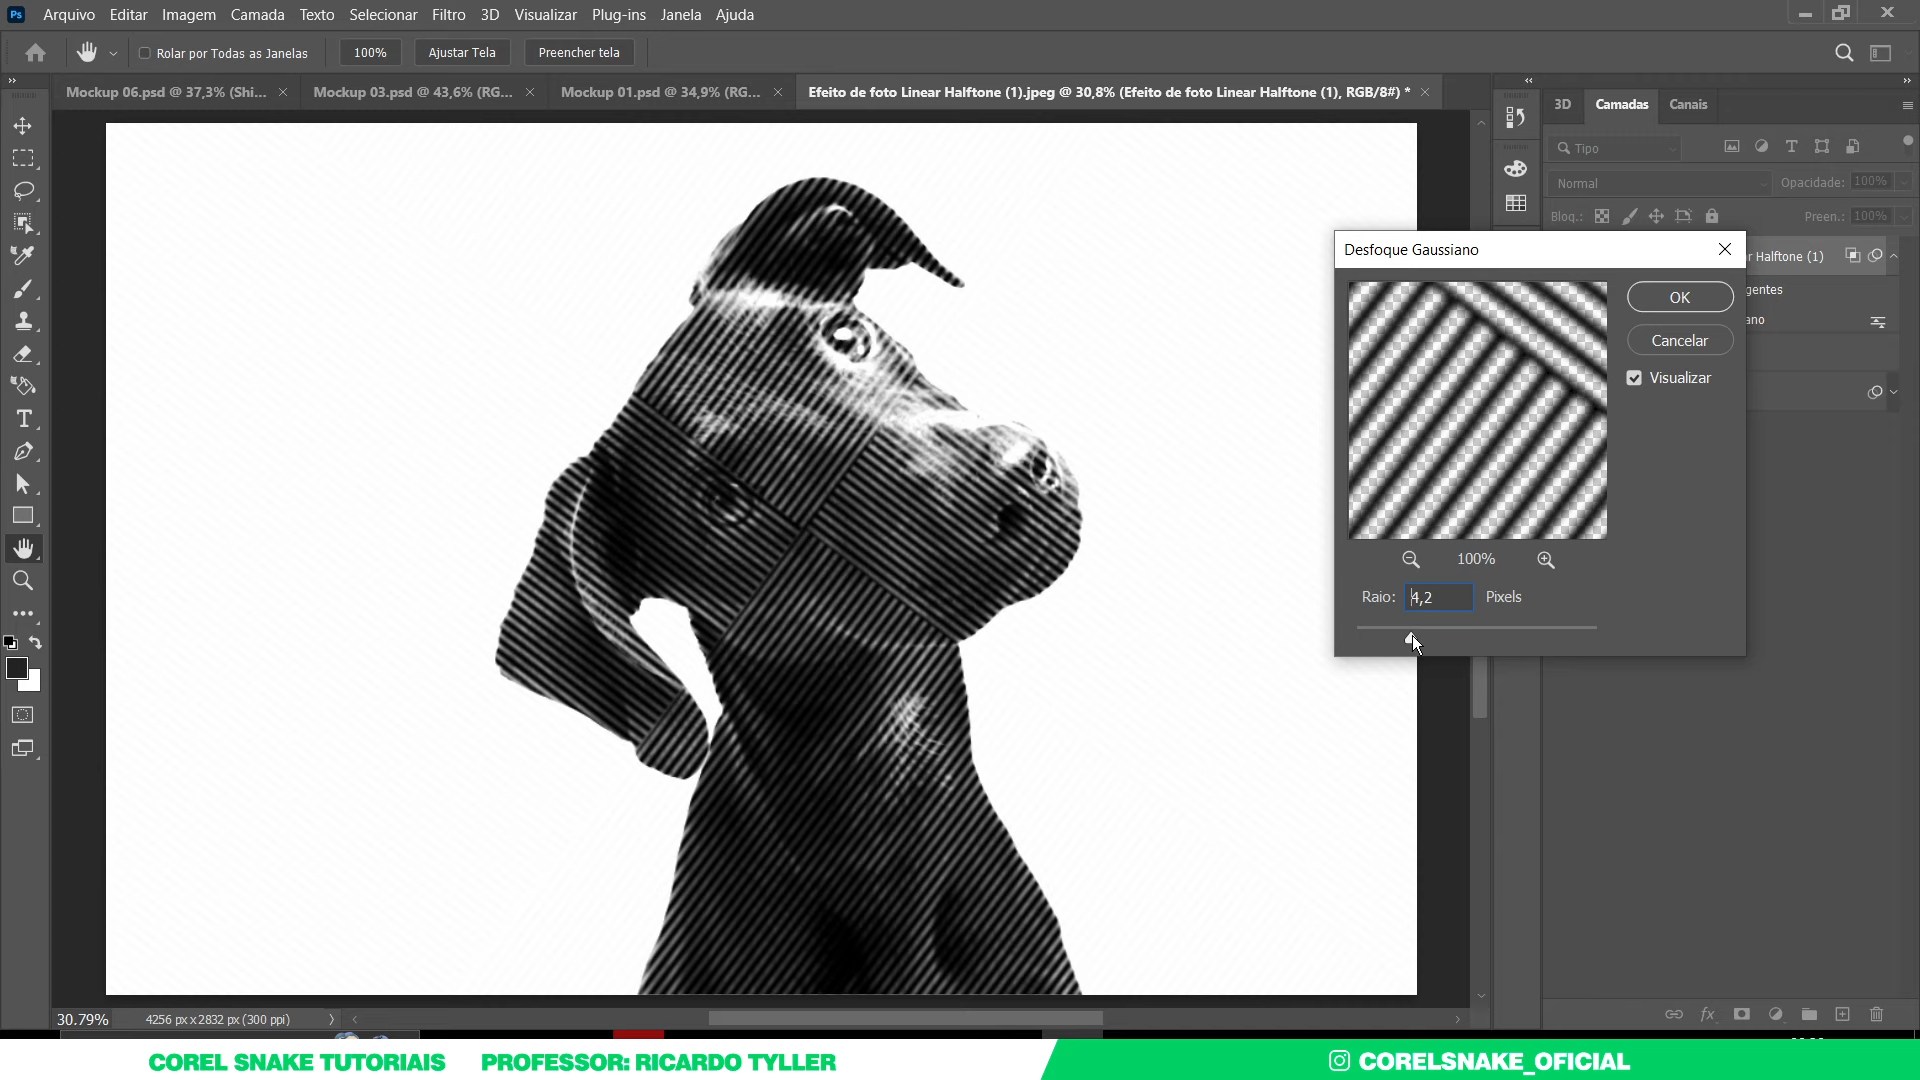 Ps Arquivo Editar Imagem Camada Texto Selecionar Filtro 3D Visualizar Plug-ins Janela Ajuda
Rolar por Todas as Janelas 100% Ajustar Tela Preencher tela
Mockup 06.psd @ 37,3% (Shi... Mockup 03.psd @ 43,6% (RG... Mockup 01.psd @ 34,9% (RG... Efeito de foto Linear Halftone (1).jpeg @ 30,8% (Efeito de foto Linear Halftone (1), RGB/8#) *
3D Camadas Canais
Tipo
Normal Opacidade: 100%
Bloq.: Preen.: 100%
Desfoque Gaussiano
r Halftone (1)
gentes
ano
OK
Cancelar
Visualizar
100%
Raio: 4,2 Pixels
30.79% 4256 px x 2832 px (300 ppi)
fx
COREL SNAKE TUTORIAIS PROFESSOR: RICARDO TYLLER CORELSNAKE_OFICIAL